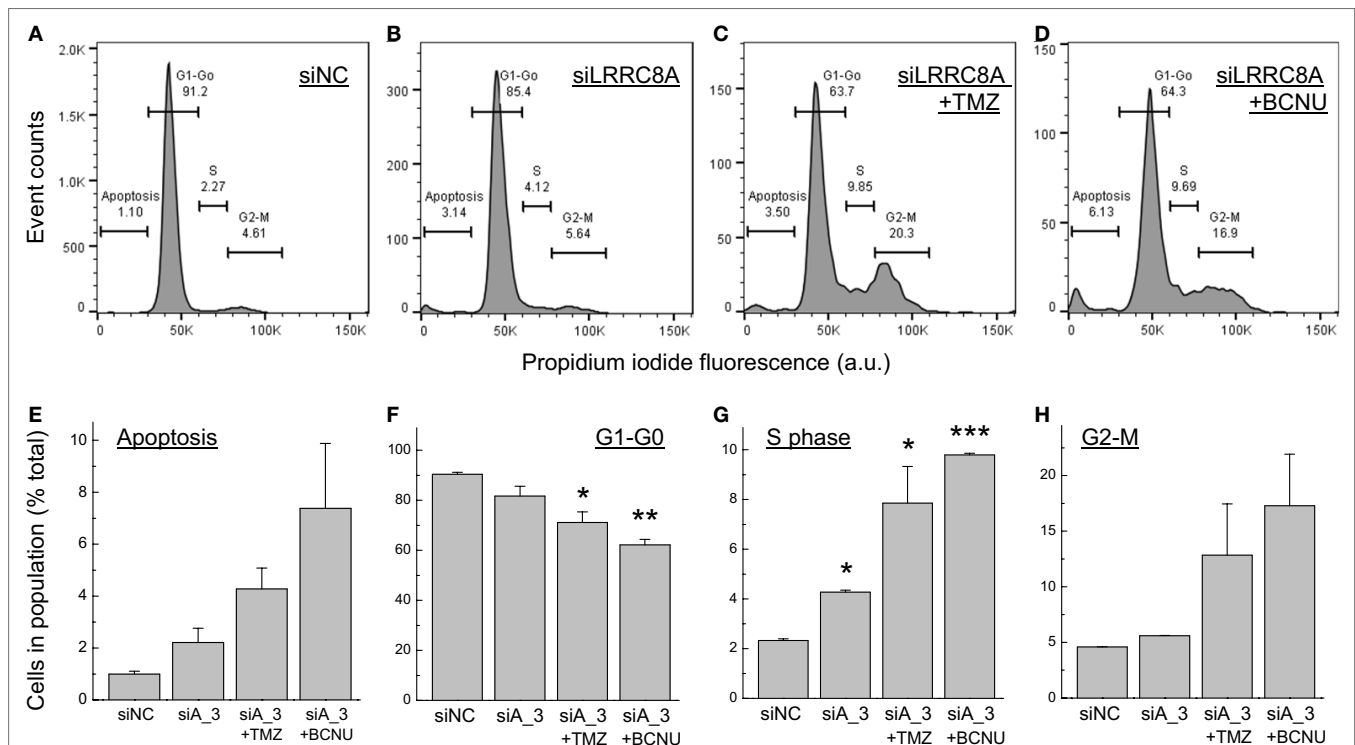 A
siNC
2.0K
1.5K
1.0K
500
0
G1-Go
91.2
S
2.27
Apoptosis
1.10
G2-M
4.61
0 50K 100K 150K
B
siLRRC8A
300
200
100
0
G1-Go
85.4
S
4.12
Apoptosis
3.14
G2-M
5.64
0 50K 100K 150K
C
siLRRC8A
+TMZ
150
100
50
0
G1-Go
63.7
S
9.85
Apoptosis
3.50
G2-M
20.3
0 50K 100K 150K
D
siLRRC8A
+BCNU
150
100
50
0
G1-Go
64.3
S
9.69
Apoptosis
6.13
G2-M
16.9
0 50K 100K 150K
Event counts
Propidium iodide fluorescence (a.u.)
E
Apoptosis
10
8
6
4
2
0
siNC siA_3 siA_3 siA_3
+TMZ +BCNU
F
G1-G0
100
80
60
40
20
0
* **
siNC siA_3 siA_3 siA_3
+TMZ +BCNU
G
S phase
10
8
6
4
2
0
* * ***
siNC siA_3 siA_3 siA_3
+TMZ +BCNU
H
G2-M
20
15
10
5
0
siNC siA_3 siA_3 siA_3
+TMZ +BCNU
Cells in population (% total)